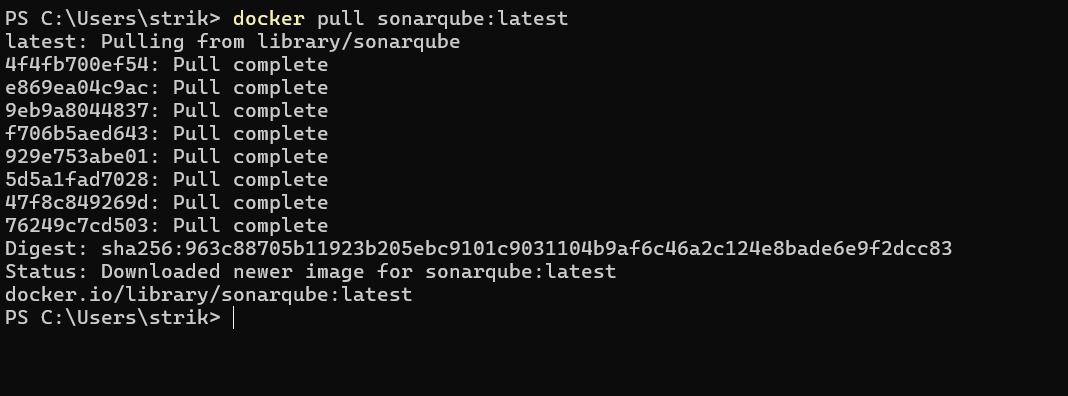 PS C:\Users\strik> docker pull sonarqube:latest
latest: Pulling from library/sonarqube
4f4fb700ef54: Pull complete
e869ea04c9ac: Pull complete
9eb9a8044837: Pull complete
f706b5aed643: Pull complete
929e753abe01: Pull complete
5d5a1fad7028: Pull complete
47f8c849269d: Pull complete
76249c7cd503: Pull complete
Digest: sha256:963c88705b11923b205ebc9101c9031104b9af6c46a2c124e8bade6e9f2dcc83
Status: Downloaded newer image for sonarqube:latest
docker.io/library/sonarqube:latest
PS C:\Users\strik>